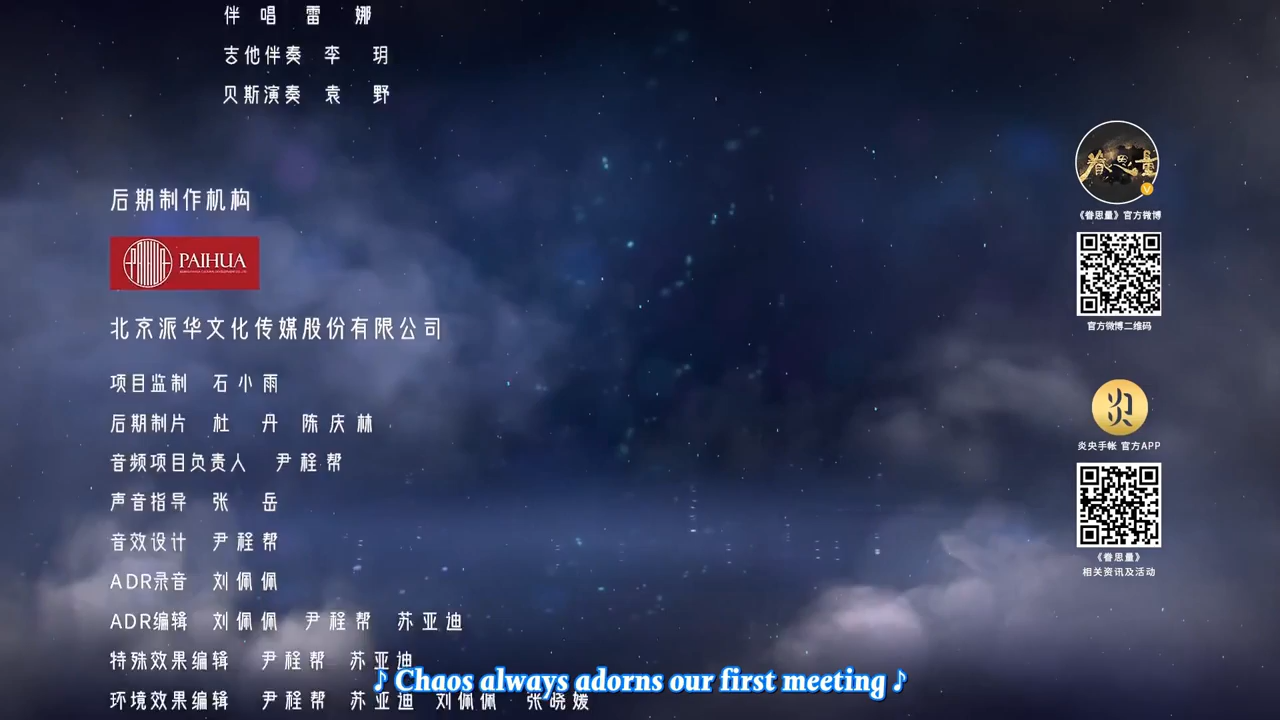 伴唱 雷娜
吉他伴奏 李玥
贝斯演奏 袁野
后期制作机构
PAIHUA
北京派华文化传媒股份有限公司
项目监制 石小雨
后期制片 杜丹 陈庆林
音频项目负责人 尹程帮
声音指导 张岳
音效设计 尹程帮
ADR录音 刘佩佩
ADR编辑 刘佩佩 尹程帮 苏亚迪
特殊效果编辑 尹程帮 苏亚迪
环境效果编辑 尹程帮 苏亚迪 刘佩佩 张晓媛
♪ Chaos always adorns our first meeting ♪
眷思量
《眷思量》官方微博
官方微博二维码
炎
炎央手帐 官方APP
《眷思量》
相关资讯及活动